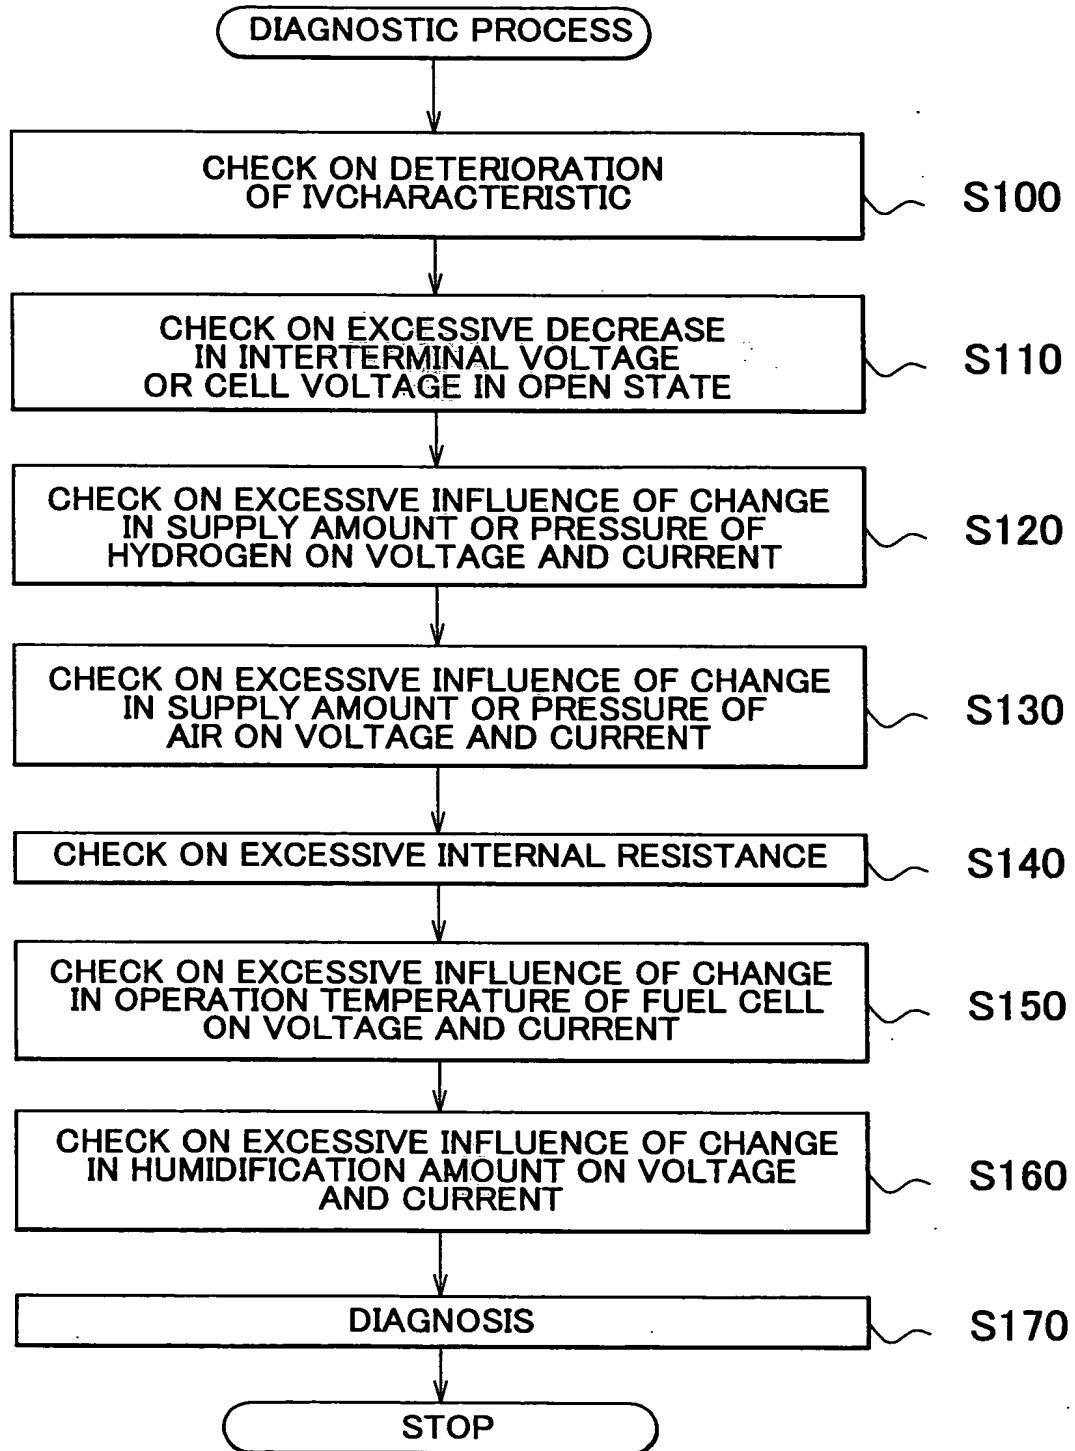 DIAGNOSTIC PROCESS
CHECK ON DETERIORATION
OF IVCHARACTERISTIC
S100
CHECK ON EXCESSIVE DECREASE
IN INTERTERMINAL VOLTAGE
OR CELL VOLTAGE IN OPEN STATE
S110
CHECK ON EXCESSIVE INFLUENCE OF CHANGE
IN SUPPLY AMOUNT OR PRESSURE OF
HYDROGEN ON VOLTAGE AND CURRENT
S120
CHECK ON EXCESSIVE INFLUENCE OF CHANGE
IN SUPPLY AMOUNT OR PRESSURE OF
AIR ON VOLTAGE AND CURRENT
S130
CHECK ON EXCESSIVE INTERNAL RESISTANCE
S140
CHECK ON EXCESSIVE INFLUENCE OF CHANGE
IN OPERATION TEMPERATURE OF FUEL CELL
ON VOLTAGE AND CURRENT
S150
CHECK ON EXCESSIVE INFLUENCE OF CHANGE
IN HUMIDIFICATION AMOUNT ON VOLTAGE
AND CURRENT
S160
DIAGNOSIS
S170
STOP